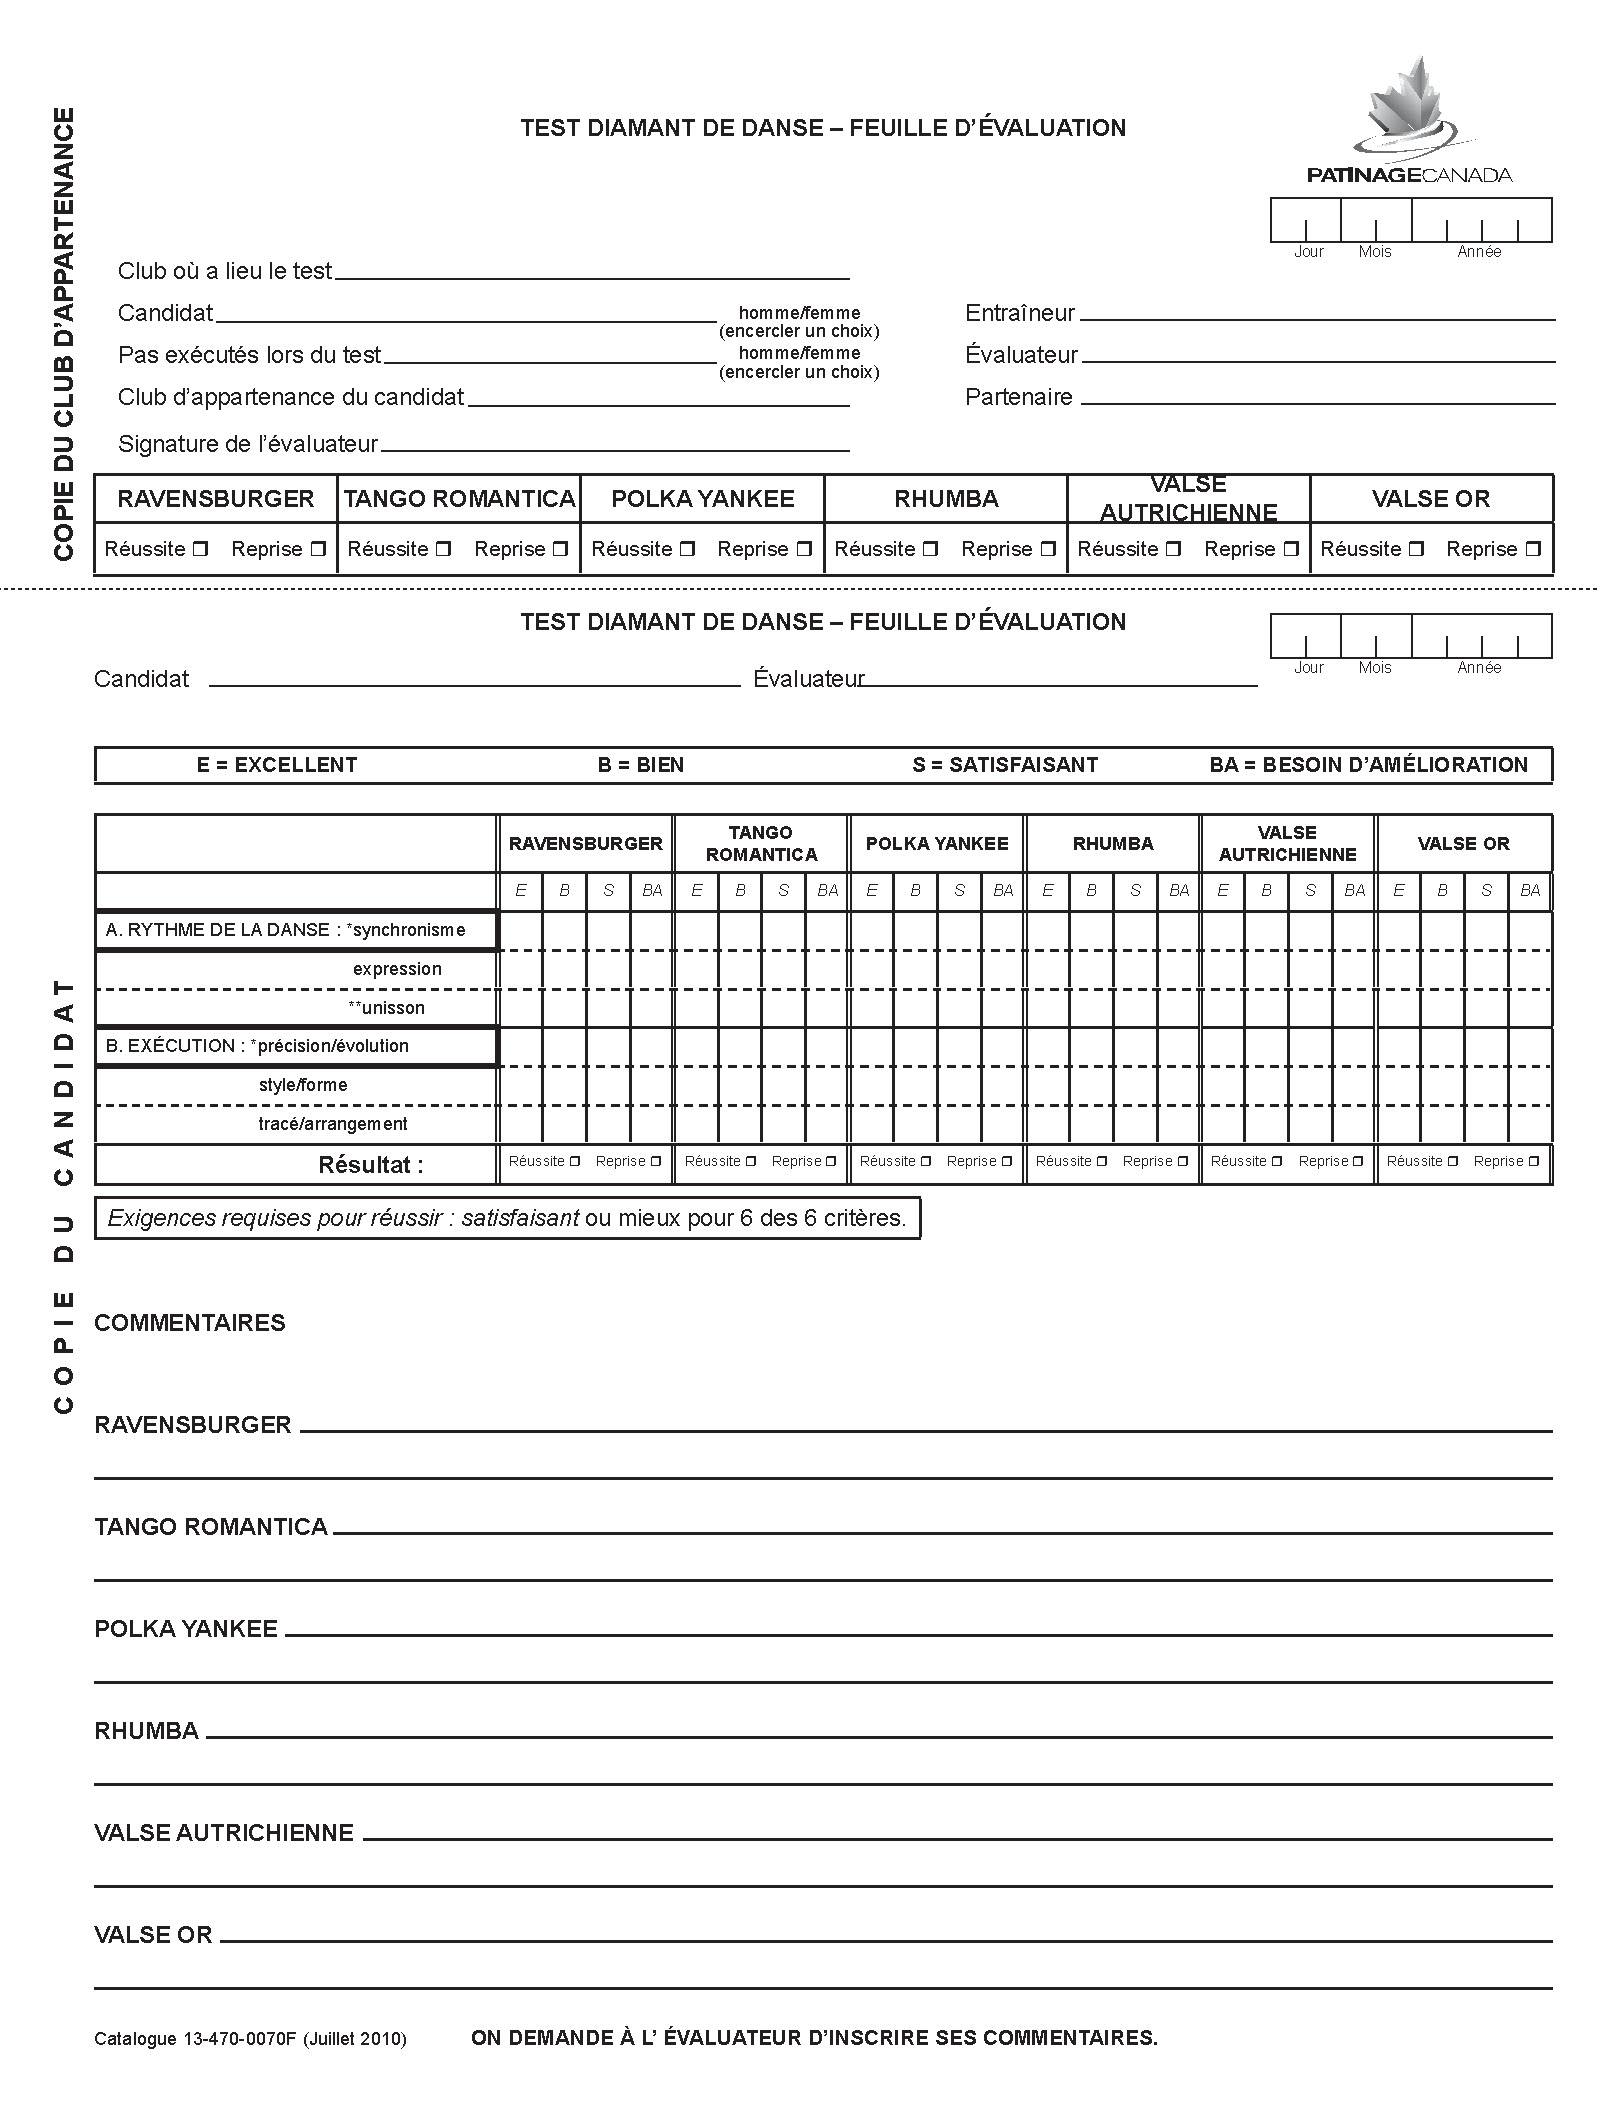 COPIE DU CLUB D’APPARTENANCE
TEST DIAMANT DE DANSE – FEUILLE D’ÉVALUATION
PATINAGECANADA
Jour Mois Année
Club où a lieu le test
Candidat homme/femme Entraîneur
(encercler un choix)
Pas exécutés lors du test homme/femme Évaluateur
(encercler un choix)
Club d’appartenance du candidat Partenaire
Signature de l’évaluateur
RAVENSBURGER TANGO ROMANTICA POLKA YANKEE RHUMBA VALSE AUTRICHIENNE VALSE OR
Réussite Reprise Réussite Reprise Réussite Reprise Réussite Reprise Réussite Reprise Réussite Reprise
TEST DIAMANT DE DANSE – FEUILLE D’ÉVALUATION
Jour Mois Année
Candidat Évaluateur
COPIE DU CANDIDAT
E = EXCELLENT B = BIEN S = SATISFAISANT BA = BESOIN D’AMÉLIORATION
RAVENSBURGER TANGO ROMANTICA POLKA YANKEE RHUMBA VALSE AUTRICHIENNE VALSE OR
E B S BA E B S BA E B S BA E B S BA E B S BA E B S BA
A. RYTHME DE LA DANSE : *synchronisme
expression
**unisson
B. EXÉCUTION : *précision/évolution
style/forme
tracé/arrangement
Résultat : Réussite Reprise Réussite Reprise Réussite Reprise Réussite Reprise Réussite Reprise Réussite Reprise
Exigences requises pour réussir : satisfaisant ou mieux pour 6 des 6 critères.
COMMENTAIRES
RAVENSBURGER
TANGO ROMANTICA
POLKA YANKEE
RHUMBA
VALSE AUTRICHIENNE
VALSE OR
Catalogue 13-470-0070F (Juillet 2010) ON DEMANDE À L’ ÉVALUATEUR D’INSCRIRE SES COMMENTAIRES.